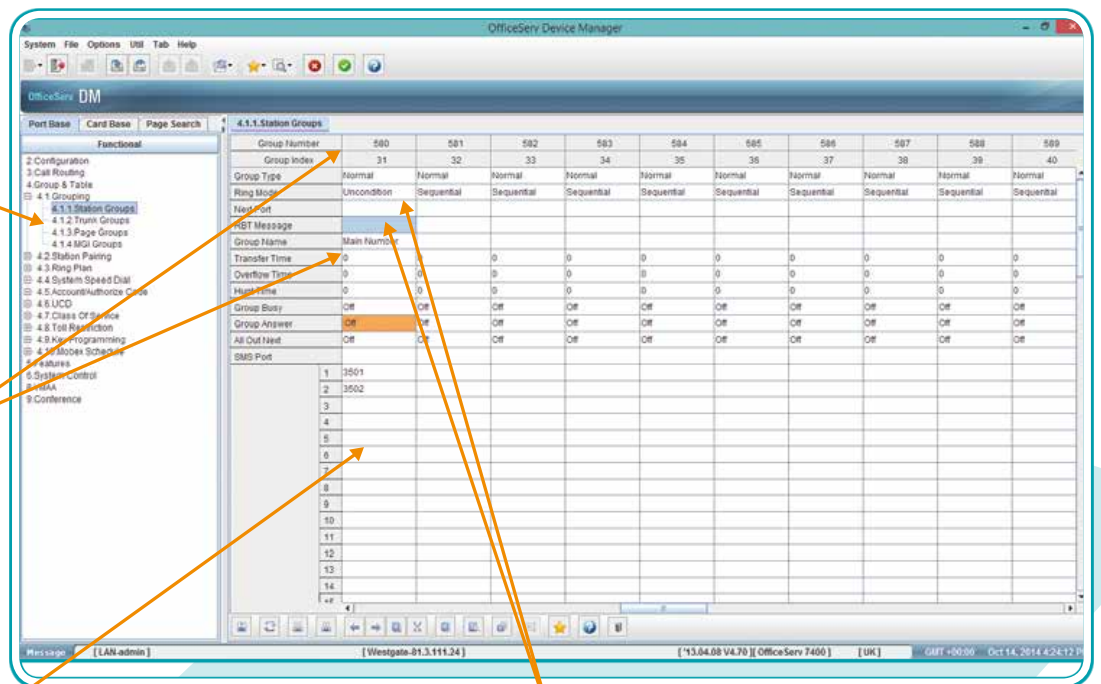 OfficeServ Device Manager
System File Options Util Tab Help
OfficeServ DM
Port Base Card Base Page Search
4.1.1.Station Groups
Functional
2.Configuration
3.Call Routing
4.Group & Table
4.1.Grouping
4.1.1.Station Groups
4.1.2.Trunk Groups
4.1.3.Page Groups
4.1.4.MGI Groups
4.2.Station Pairing
4.3.Ring Plan
4.4.System Speed Dial
4.5.Account/Authorize Code
4.6.UCD
4.7.Class Of Service
4.8.Toll Restriction
4.9.Key Programming
4.10.Mobex Schedule
5.Features
6.System Control
9.Conference
Group Number 580 581 582 583 584 585 586 587 588 589
Group Index 31 32 33 34 35 36 37 38 39 40
Group Type Normal Normal Normal Normal Normal Normal Normal Normal Normal Normal
Ring Mode Uncondition Sequential Sequential Sequential Sequential Sequential Sequential Sequential Sequential Sequential
Next Port
RBT Message
Group Name Main Number
Transfer Time 0 0 0 0 0 0 0 0 0 0
Overflow Time 0 0 0 0 0 0 0 0 0 0
Hunt Time 0 0 0 0 0 0 0 0 0 0
Group Busy Off Off Off Off Off Off Off Off Off Off
Group Answer Off Off Off Off Off Off Off Off Off Off
All Out Next Off Off Off Off Off Off Off Off Off Off
SMS Port
1 3501
2 3502
3
4
5
6
7
8
9
10
11
12
13
14
Message [LAN-admin] [Westgate-81.3.111.24] ['13.04.08 V4.70][ OfficeServ 7400 ] [UK] GMT +00:00 Oct 14, 2014 4:24:12